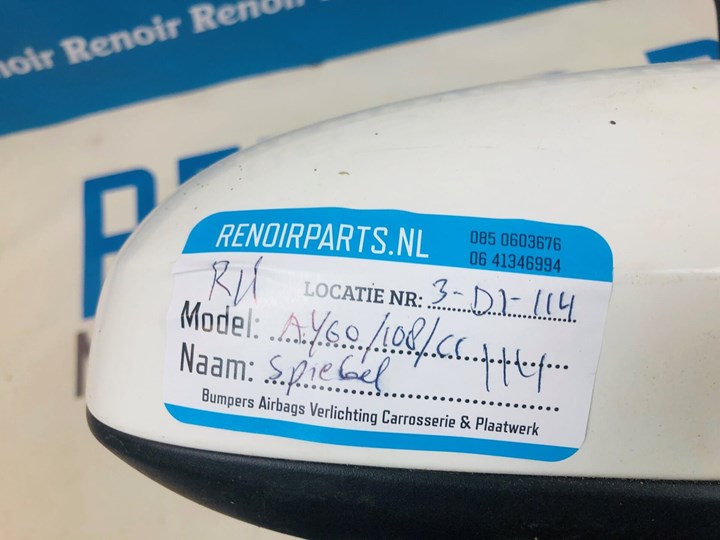 Renoir Renoir Renoir
RENOIRPARTS.NL
085 0603676
06 41346994
LOCATIE NR: 3-D1-114
Model: AYGO/108/C1
Naam: Spiegel
Bumpers Airbags Verlichting Carrosserie & Plaatwerk